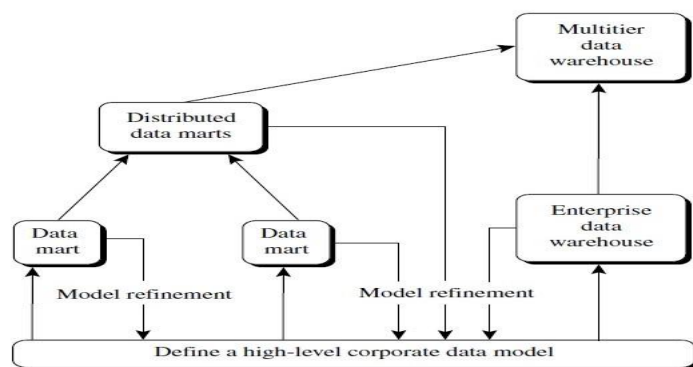 Multitier
data
warehouse
Distributed
data marts
Data
mart
Data
mart
Enterprise
data
warehouse
Model refinement
Model refinement
Define a high-level corporate data model